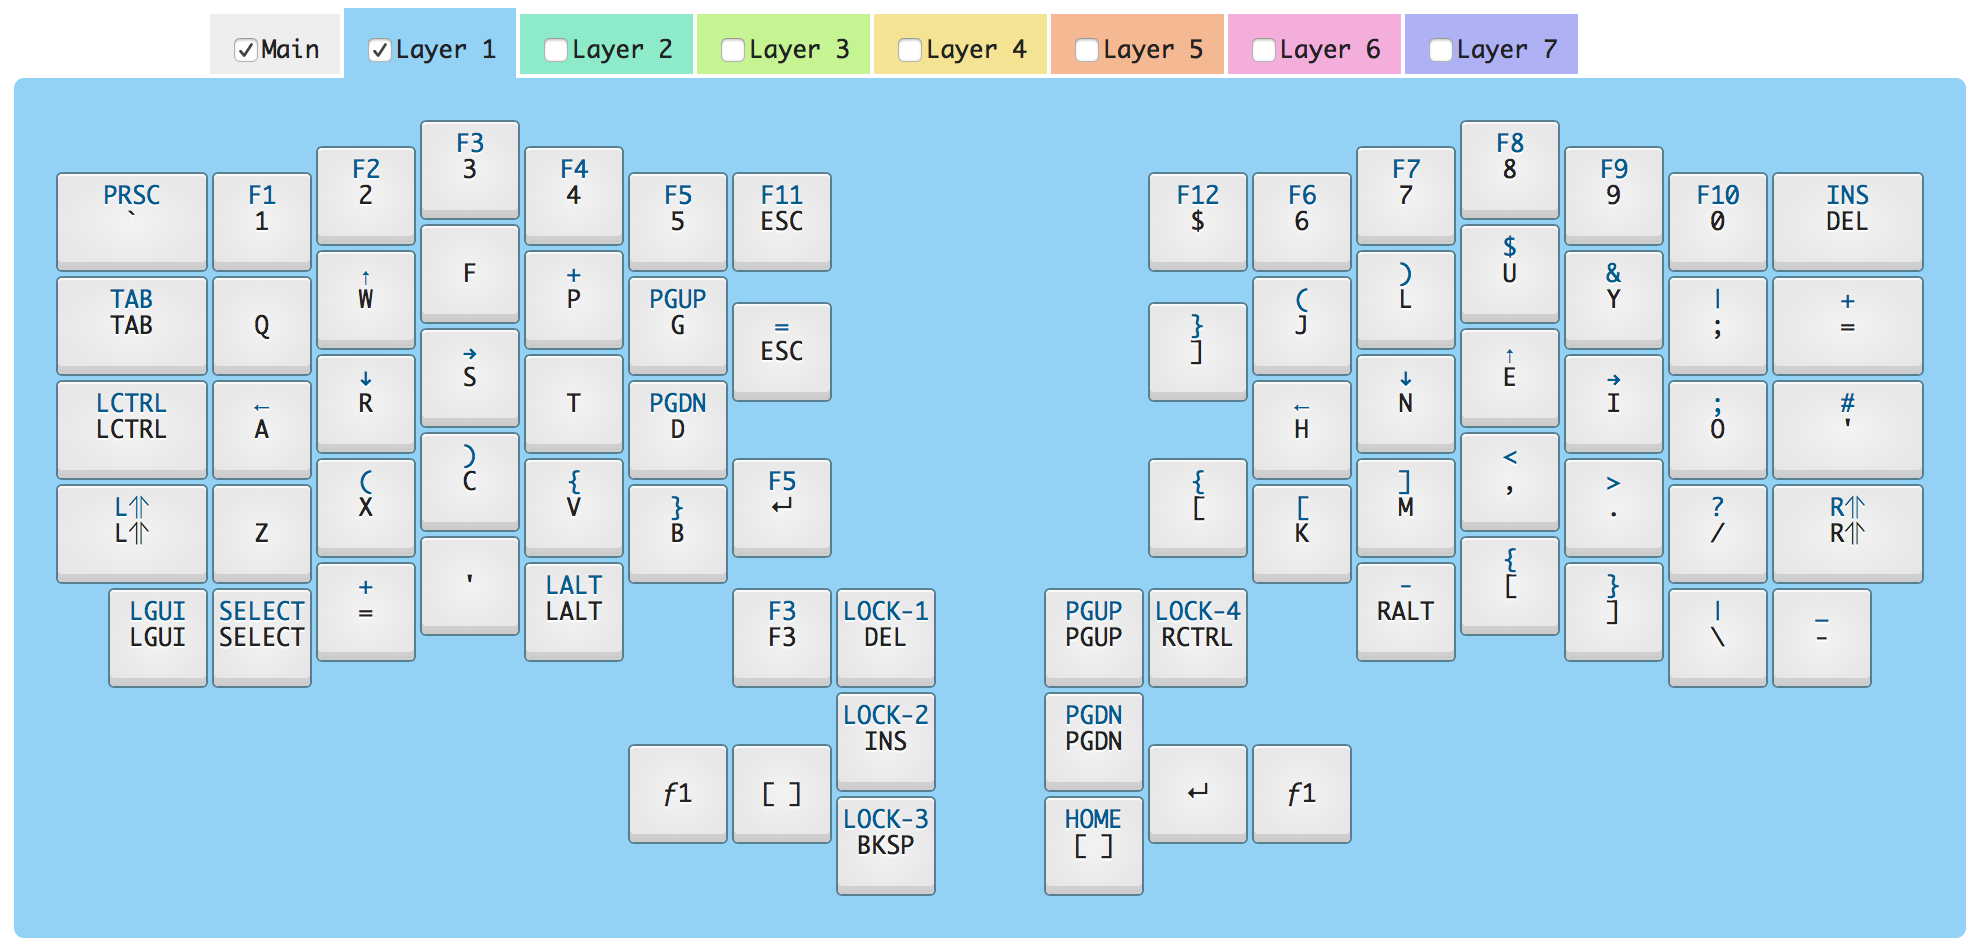 Main Layer 1 Layer 2 Layer 3 Layer 4 Layer 5 Layer 6 Layer 7
PRSC F1 F2 F3 F4 F5 F11
` 1 2 3 4 5 ESC
F12 F6 F7 F8 F9 F10 INS
$ 6 7 8 9 0 DEL
TAB ↑ + PGUP =
TAB Q W F P G ESC
} ( ) $ & | +
] J L U Y ; =
LCTRL ← ↓ → PGDN
LCTRL A R S T D
← ↓ ↑ → ; #
H N E I O '
L⇑ ( ) { } F5
L⇑ Z X C V B ↵
{ [ ] < > ? R⇑
[ K M , . / R⇑
LGUI SELECT + LALT
LGUI SELECT = ' LALT
- { } | _
RALT [ ] \ -
F3 LOCK-1
F3 DEL
PGUP LOCK-4
PGUP RCTRL
LOCK-2
INS
PGDN
PGDN
ƒ1 [ ]
LOCK-3
BKSP
HOME
[ ]
↵ ƒ1